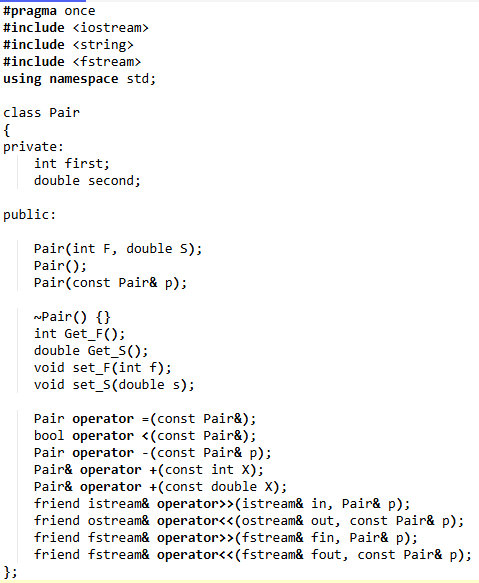 #pragma once
#include <iostream>
#include <string>
#include <fstream>
using namespace std;

class Pair
{
private:
    int first;
    double second;

public:

    Pair(int F, double S);
    Pair();
    Pair(const Pair& p);

    ~Pair() {}
    int Get_F();
    double Get_S();
    void set_F(int f);
    void set_S(double s);

    Pair operator =(const Pair&);
    bool operator <(const Pair&);
    Pair operator -(const Pair& p);
    Pair& operator +(const int X);
    Pair& operator +(const double X);
    friend istream& operator>>(istream& in, Pair& p);
    friend ostream& operator<<(ostream& out, const Pair& p);
    friend fstream& operator>>(fstream& fin, Pair& p);
    friend fstream& operator<<(fstream& fout, const Pair& p);
};